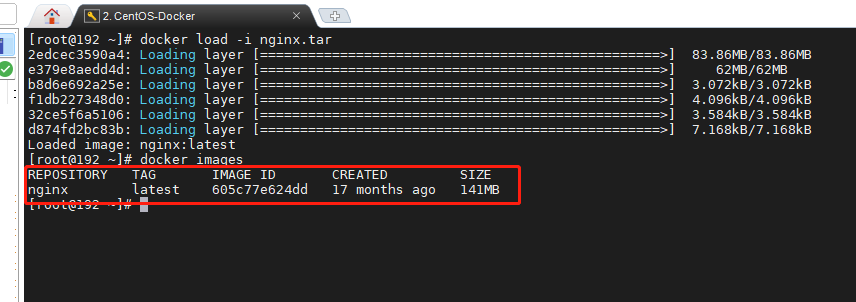 2. CentOS-Docker
[root@192 ~]# docker load -i nginx.tar
2edcec3590a4: Loading layer [==================================================>]  83.86MB/83.86MB
e379e8aedd4d: Loading layer [==================================================>]     62MB/62MB
b8d6e692a25e: Loading layer [==================================================>]  3.072kB/3.072kB
f1db227348d0: Loading layer [==================================================>]  4.096kB/4.096kB
32ce5f6a5106: Loading layer [==================================================>]  3.584kB/3.584kB
d874fd2bc83b: Loading layer [==================================================>]  7.168kB/7.168kB
Loaded image: nginx:latest
[root@192 ~]# docker images
REPOSITORY   TAG       IMAGE ID       CREATED         SIZE
nginx        latest    605c77e624dd   17 months ago   141MB
[root@192 ~]#